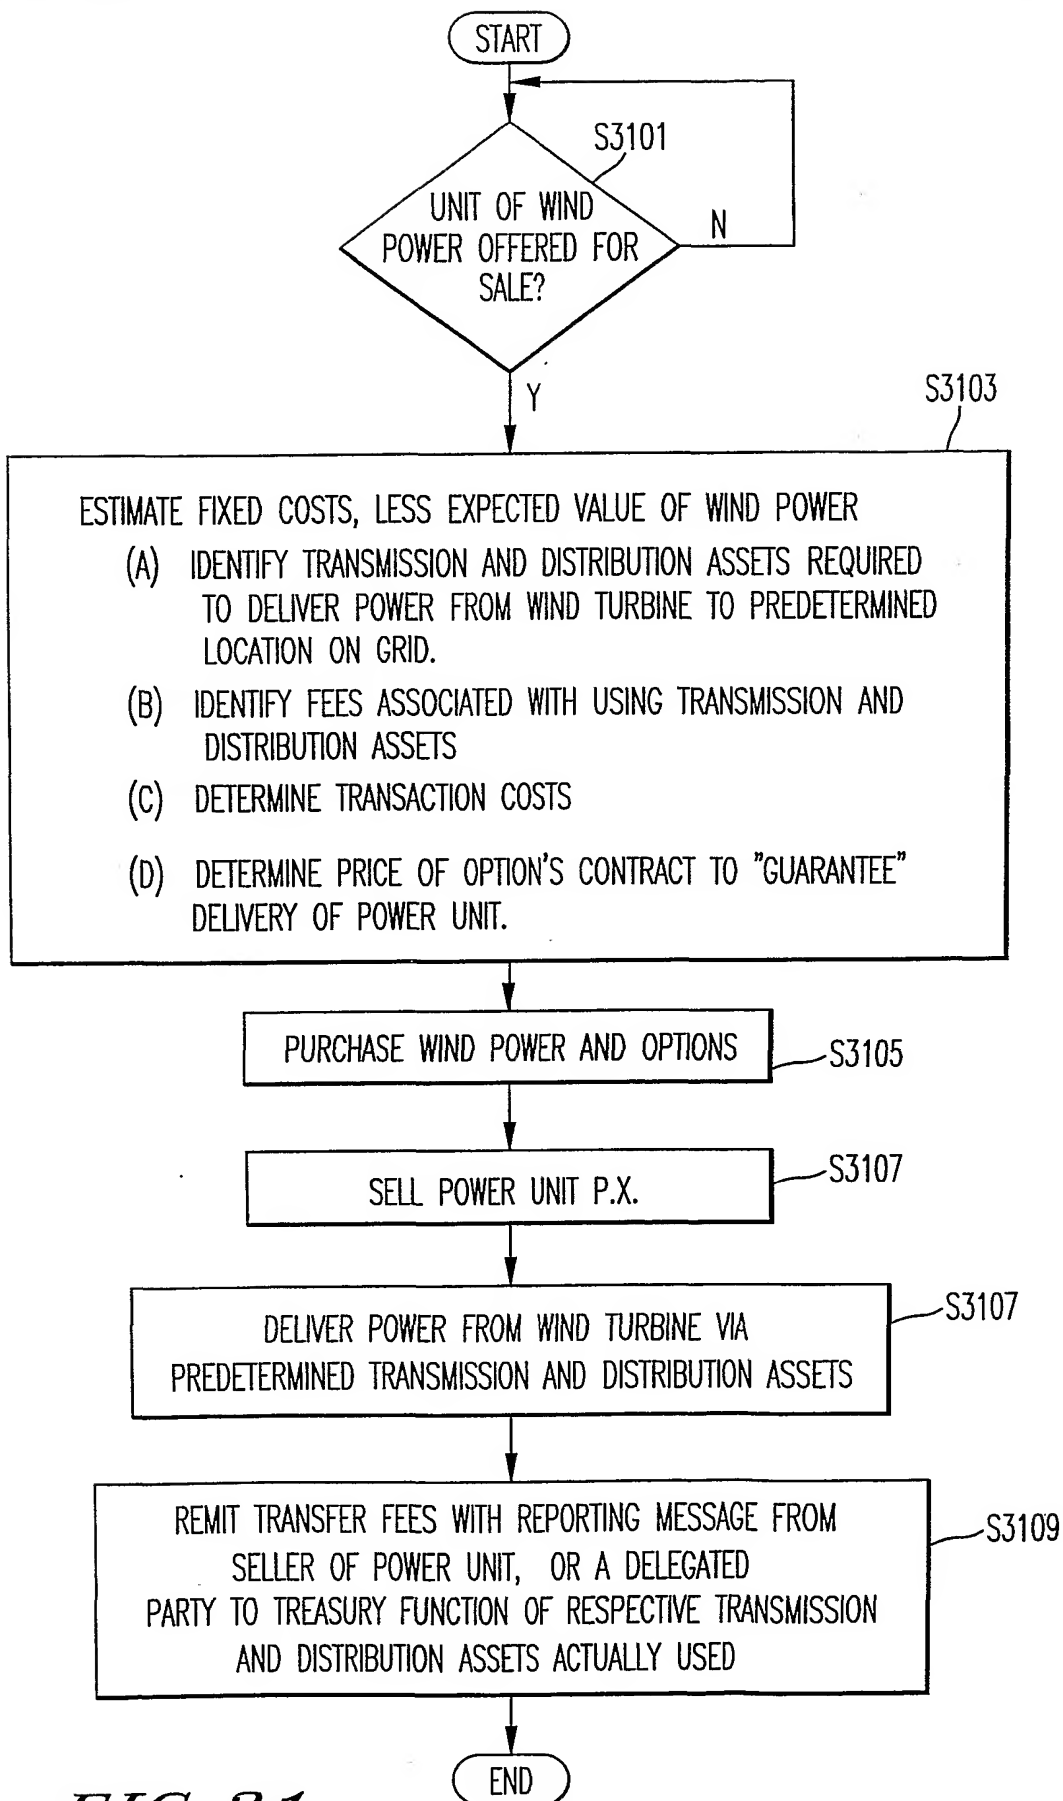 START
S3101
UNIT OF WIND
POWER OFFERED FOR
SALE?
N
Y
S3103
ESTIMATE FIXED COSTS, LESS EXPECTED VALUE OF WIND POWER
(A) IDENTIFY TRANSMISSION AND DISTRIBUTION ASSETS REQUIRED
TO DELIVER POWER FROM WIND TURBINE TO PREDETERMINED
LOCATION ON GRID.
(B) IDENTIFY FEES ASSOCIATED WITH USING TRANSMISSION AND
DISTRIBUTION ASSETS
(C) DETERMINE TRANSACTION COSTS
(D) DETERMINE PRICE OF OPTION'S CONTRACT TO "GUARANTEE"
DELIVERY OF POWER UNIT.
PURCHASE WIND POWER AND OPTIONS
S3105
SELL POWER UNIT P.X.
S3107
DELIVER POWER FROM WIND TURBINE VIA
PREDETERMINED TRANSMISSION AND DISTRIBUTION ASSETS
S3107
REMIT TRANSFER FEES WITH REPORTING MESSAGE FROM
SELLER OF POWER UNIT, OR A DELEGATED
PARTY TO TREASURY FUNCTION OF RESPECTIVE TRANSMISSION
AND DISTRIBUTION ASSETS ACTUALLY USED
S3109
END